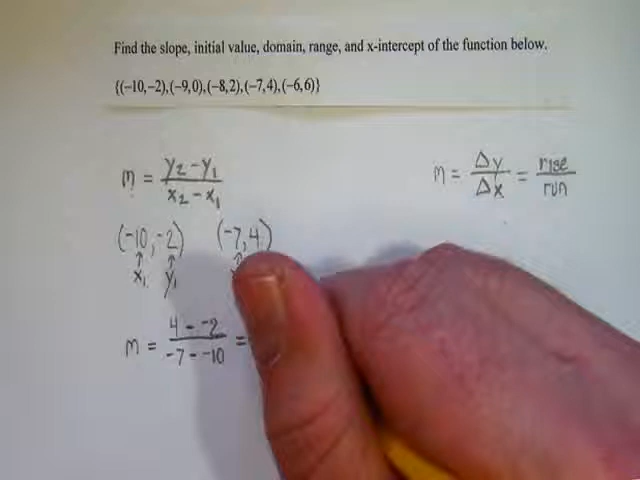 Find the slope, initial value, domain, range, and x-intercept of the function below.
{(−10,−2),(−9,0),(−8,2),(−7,4),(−6,6)}
m = y₂ - y₁ / x₂ - x₁
m = Δy / Δx = rise / run
(-10,-2) (-7,4)
↑ ↑ ↑
x₁ y₁
m = 4 - -2 / -7 - -10 =